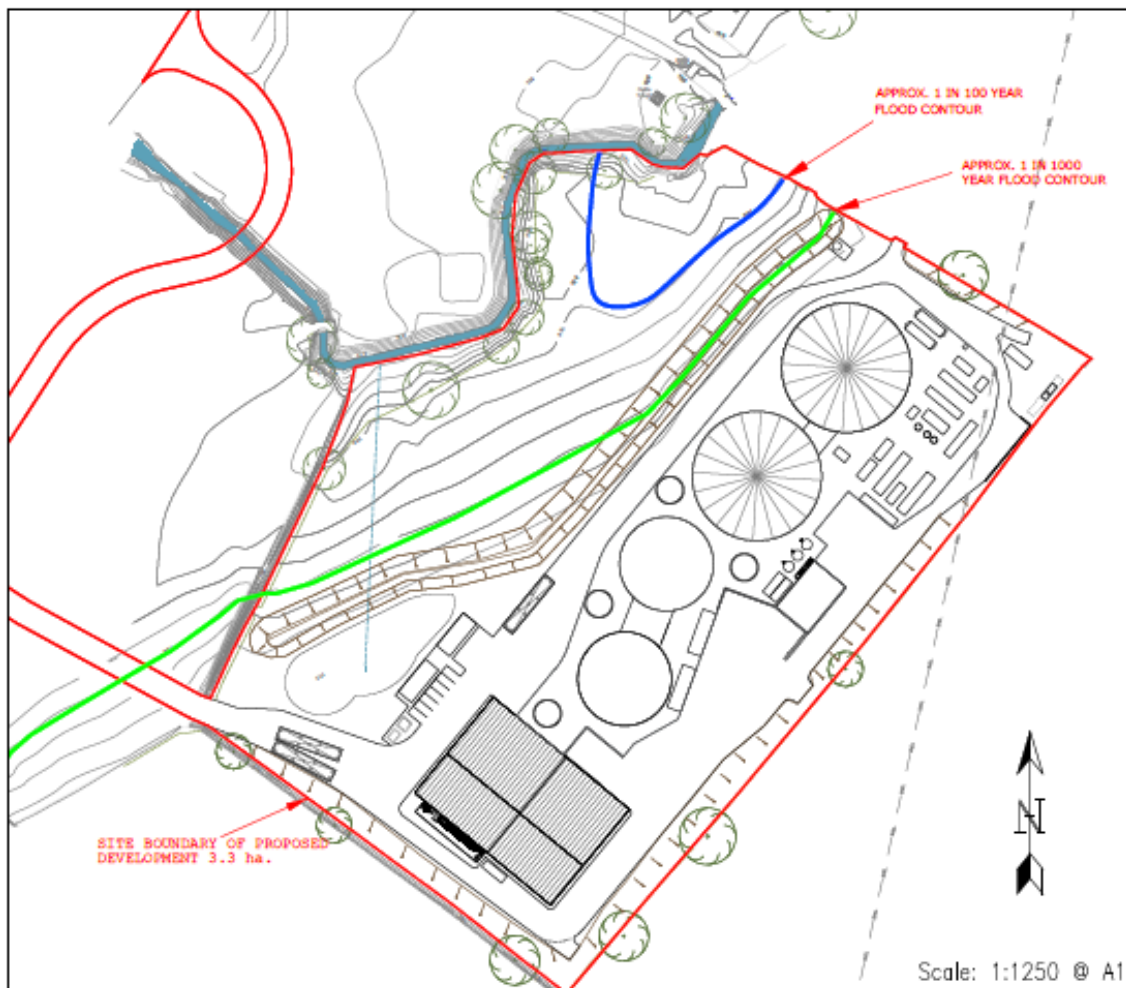 APPROX. 1 IN 100 YEAR
FLOOD CONTOUR
APPROX. 1 IN 1000
YEAR FLOOD CONTOUR
SITE BOUNDARY OF PROPOSED
DEVELOPMENT 3.3 ha.
N
Scale: 1:1250 @ A1